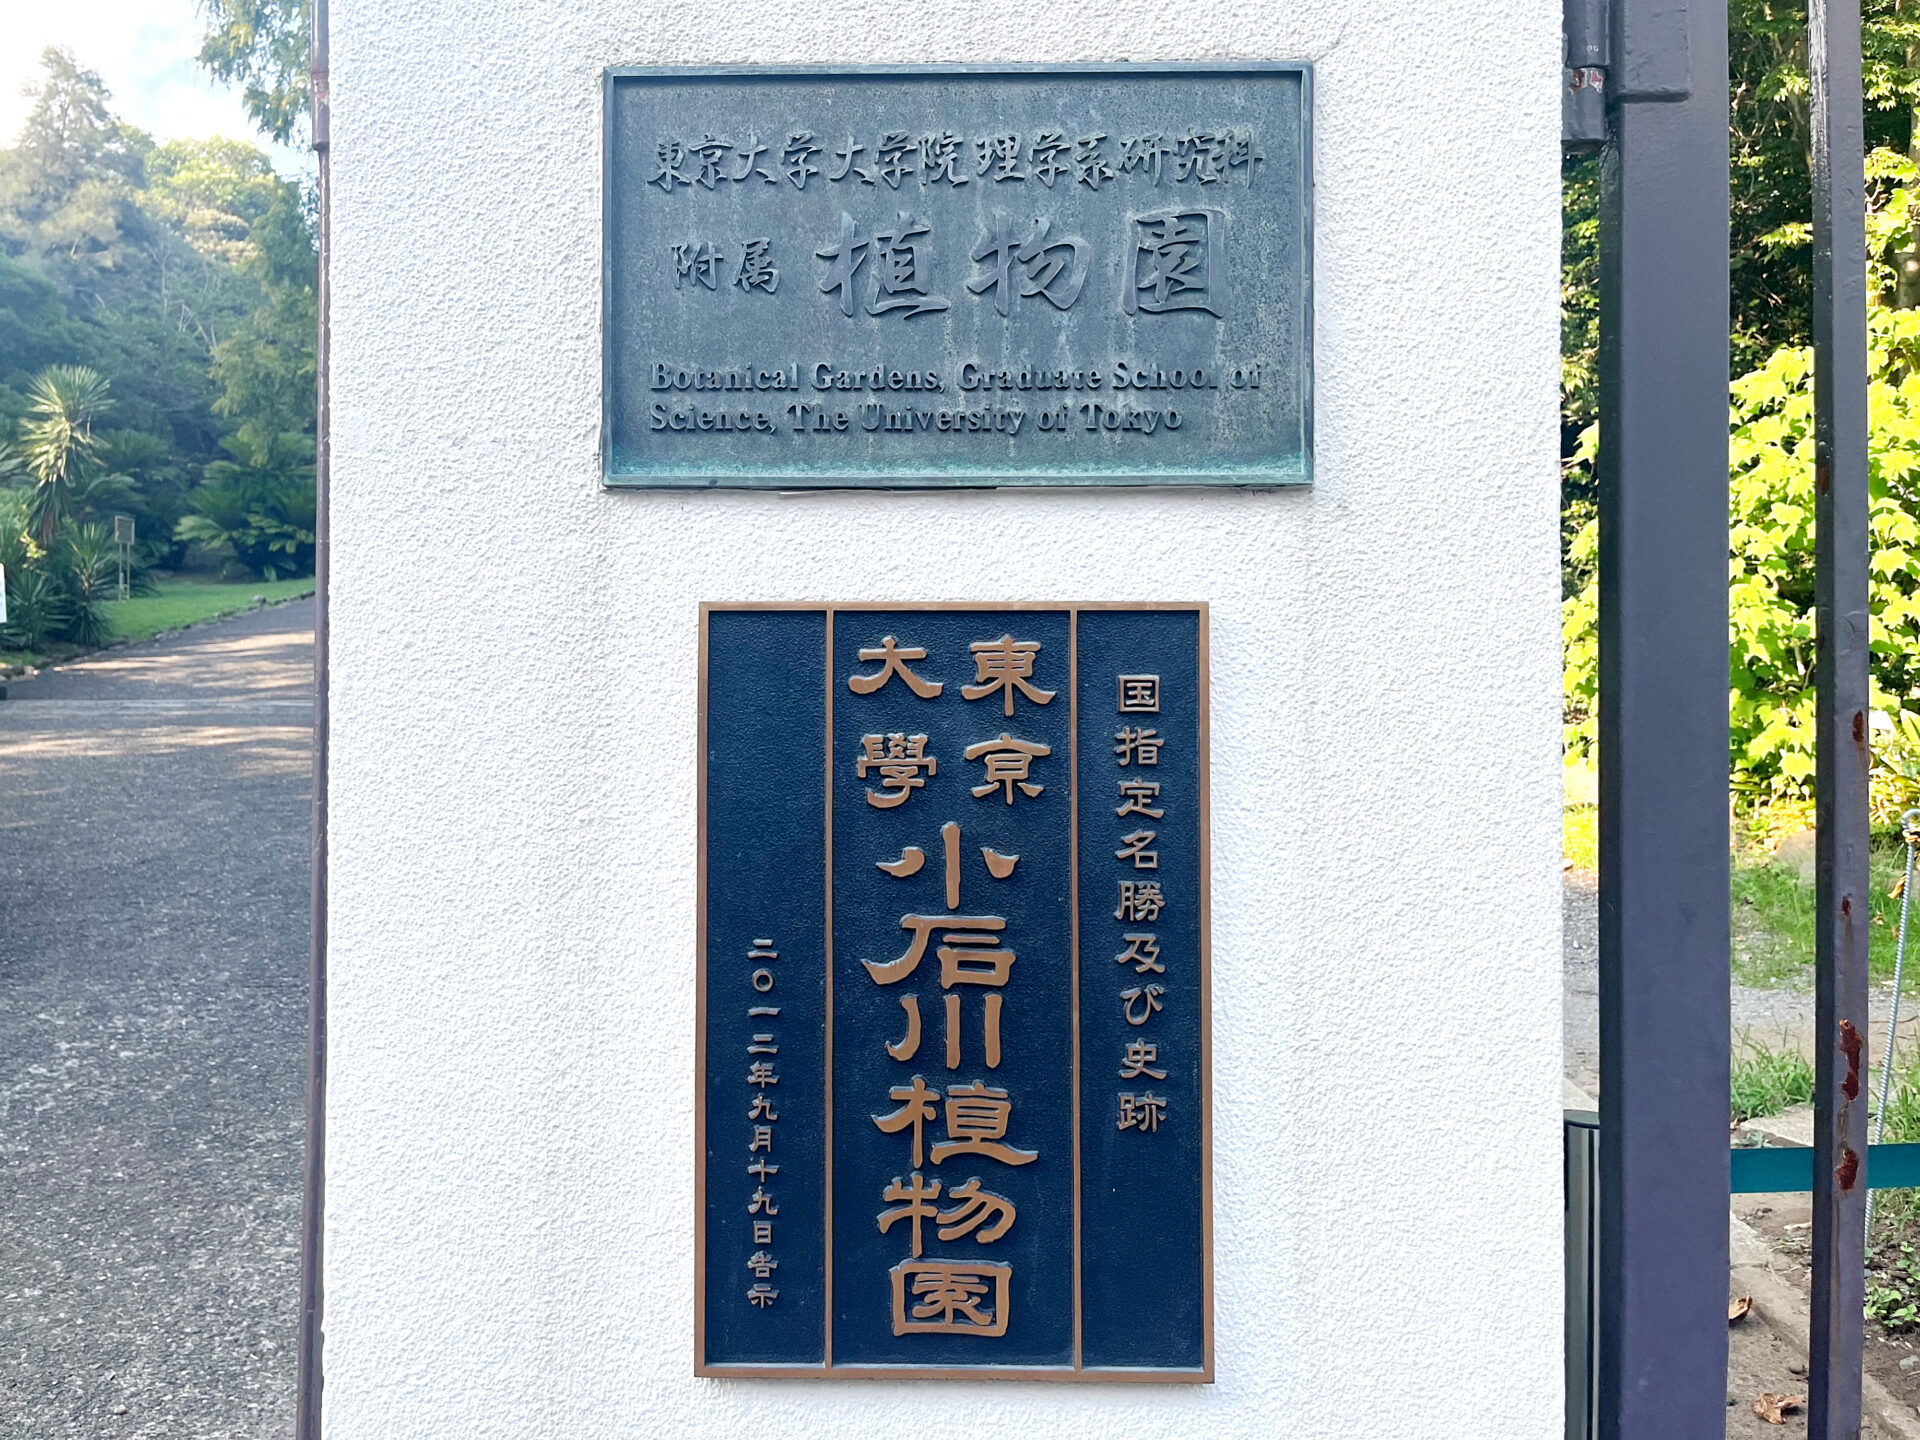 東京大学大学院理学系研究科
附属 植物園
Botanical Gardens, Graduate School of
Science, The University of Tokyo
国指定名勝及び史跡
東京
大學
小石川植物園
二〇一二年九月十九日告示